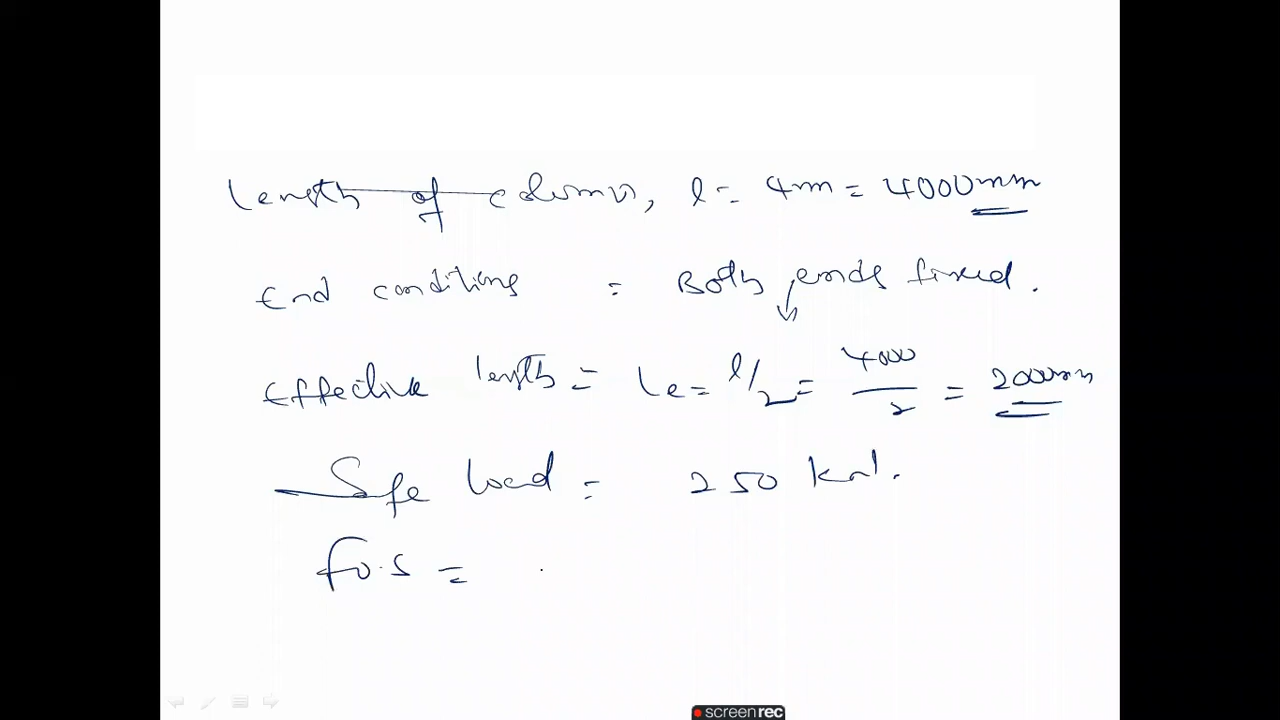 Length of column, l = 4m = 4000mm
End conditions = Both ends fixed.
Effective length = Le = l/2 = 4000/2 = 2000mm
Safe load = 250 kN.
F.o.s =
screenrec